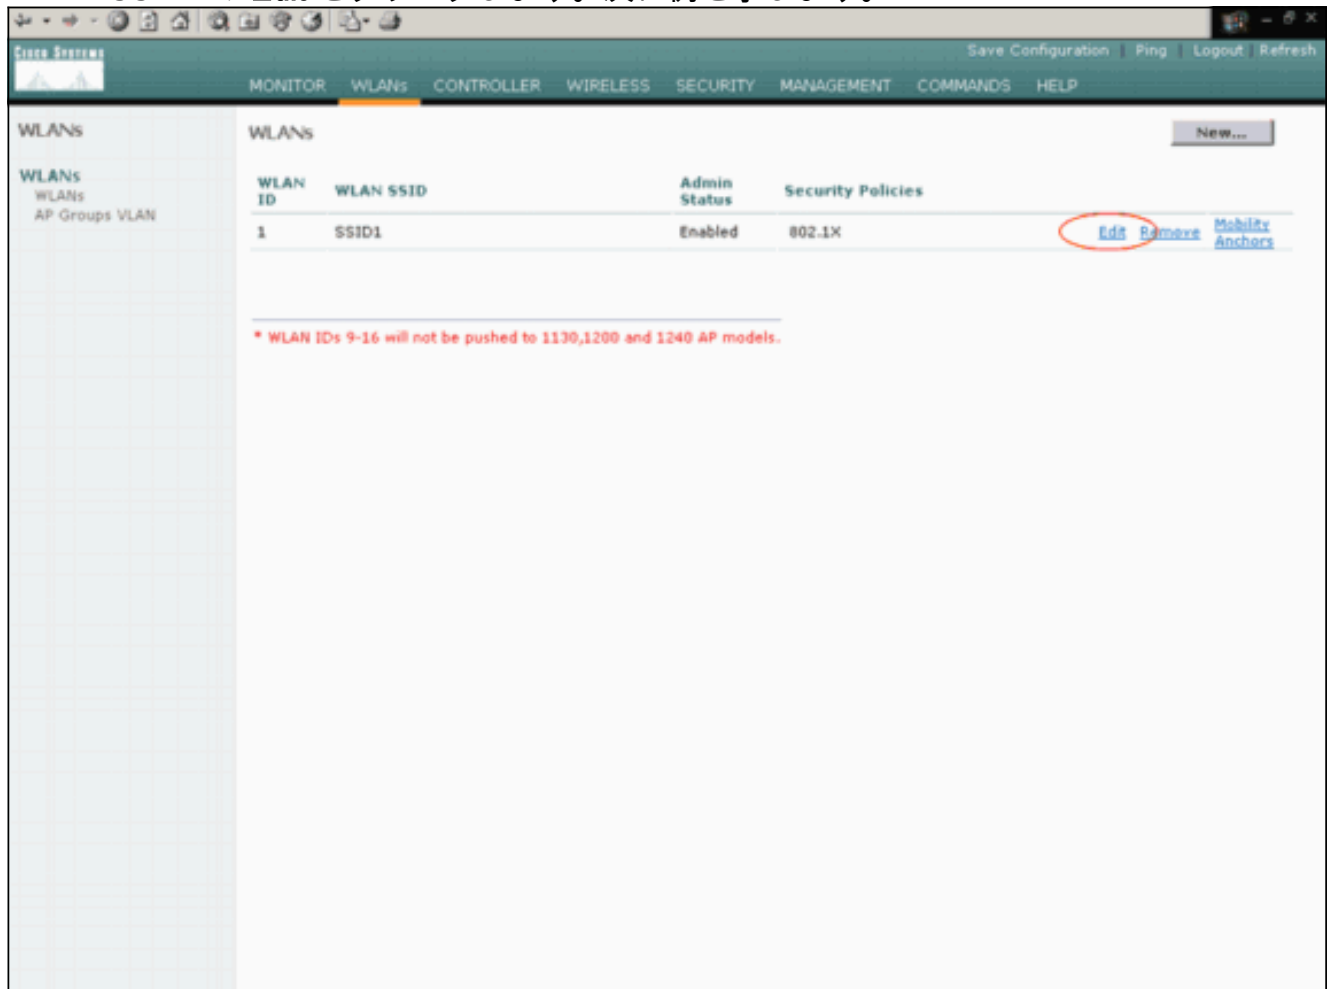 CISCO SYSTEMS
Save Configuration | Ping | Logout | Refresh
MONITOR WLANs CONTROLLER WIRELESS SECURITY MANAGEMENT COMMANDS HELP
WLANs
WLANs
WLANs
AP Groups VLAN
WLANs
New...
WLAN ID WLAN SSID Admin Status Security Policies
1 SSID1 Enabled 802.1X Edit Remove Mobility Anchors
* WLAN IDs 9-16 will not be pushed to 1130,1200 and 1240 AP models.